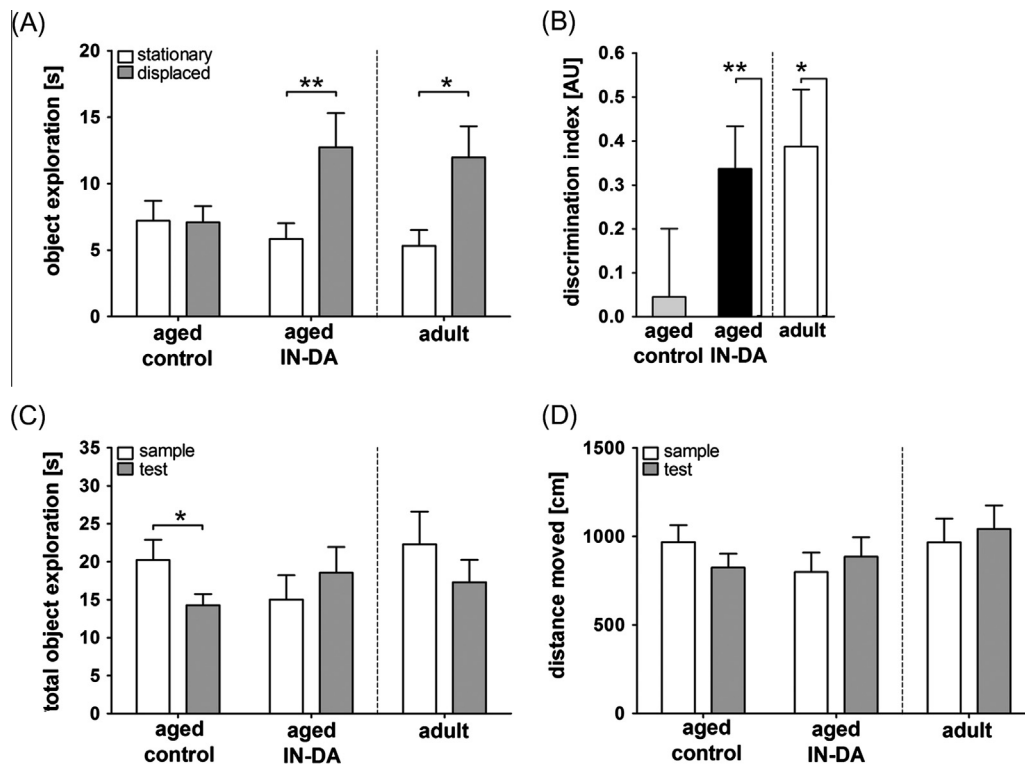 (A)
object exploration [s]
20
15
10
5
0
stationary
displaced
**
*
aged
control
aged
IN-DA
adult
(B)
discrimination index [AU]
0.6
0.5
0.4
0.3
0.2
0.1
0.0
**
*
aged
control
aged
IN-DA
adult
(C)
total object exploration [s]
35
30
25
20
15
10
5
0
sample
test
*
aged
control
aged
IN-DA
adult
(D)
distance moved [cm]
1500
1000
500
0
sample
test
aged
control
aged
IN-DA
adult